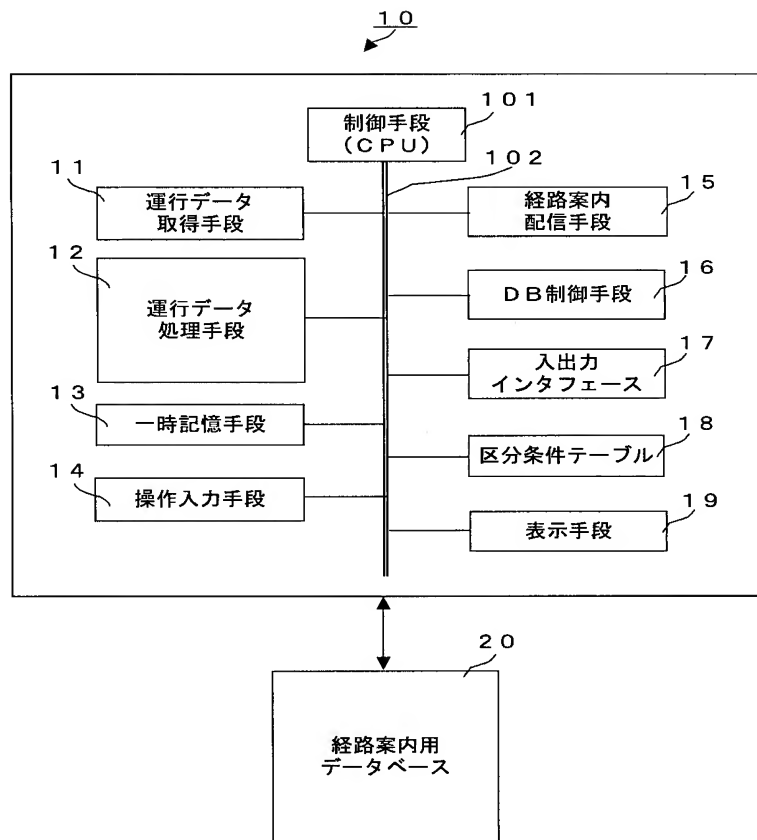 １０
１０１
制御手段
（ＣＰＵ）
１０２
１１
運行データ
取得手段
１５
経路案内
配信手段
１２
運行データ
処理手段
１６
ＤＢ制御手段
１７
入出力
インタフェース
１３
一時記憶手段
１８
区分条件テーブル
１４
操作入力手段
１９
表示手段
２０
経路案内用
データベース